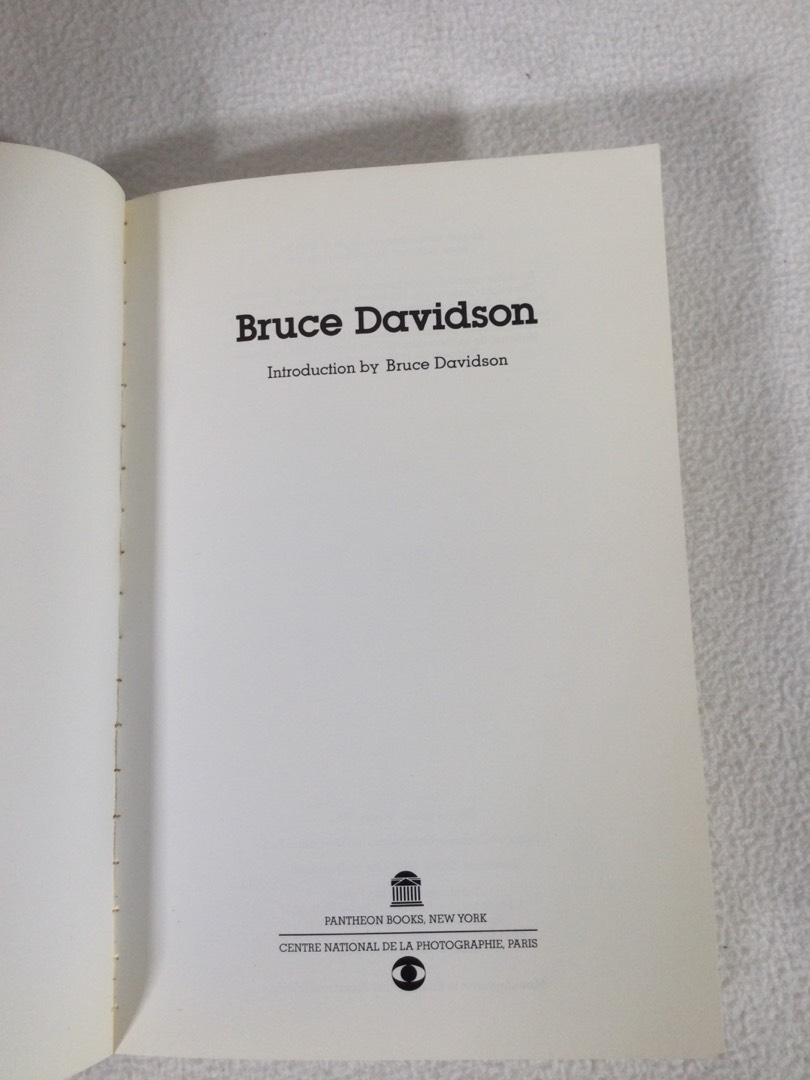 Bruce Davidson
Introduction by Bruce Davidson
PANTHEON BOOKS, NEW YORK
CENTRE NATIONAL DE LA PHOTOGRAPHIE, PARIS